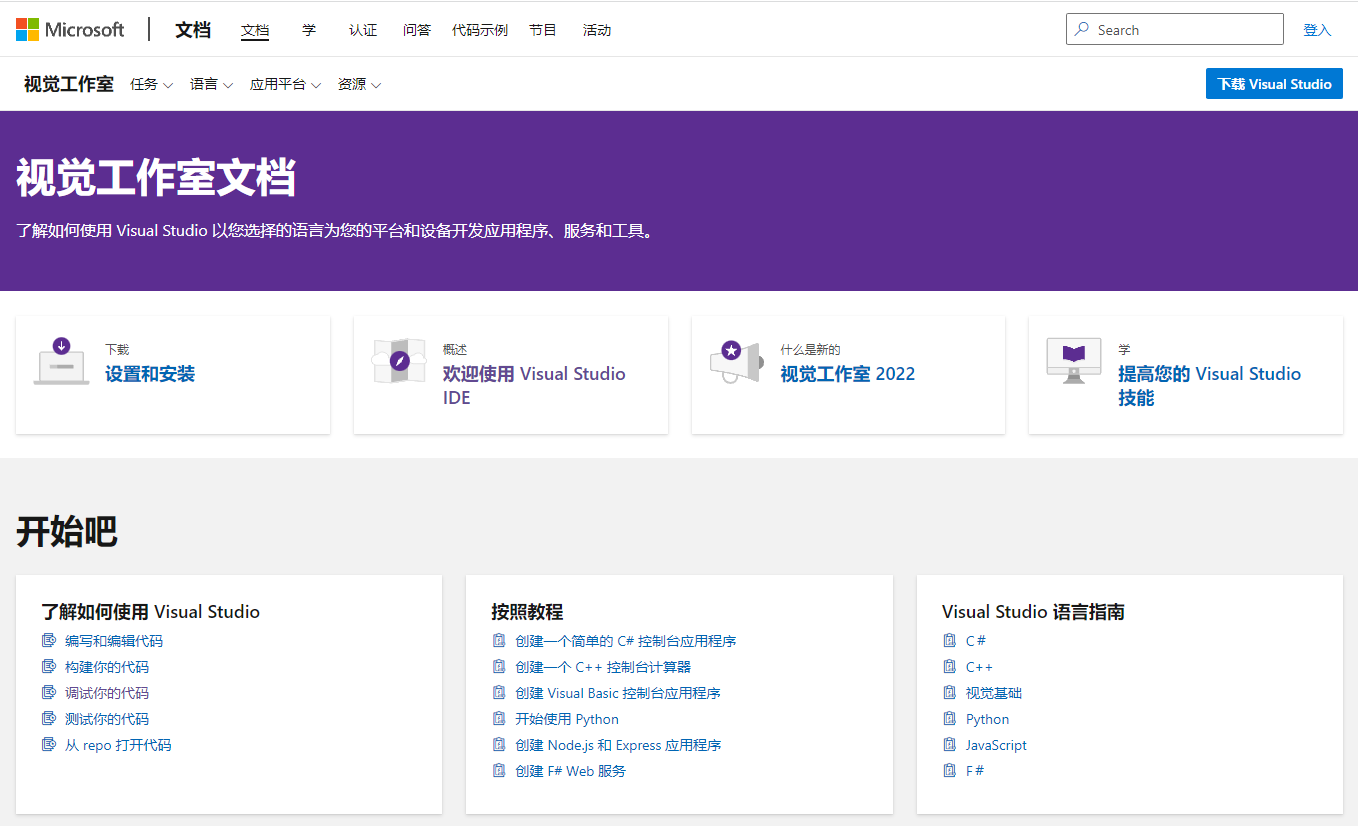 Microsoft 文档 文档 学 认证 问答 代码示例 节目 活动 Search 登入
视觉工作室 任务 语言 应用平台 资源 下载 Visual Studio
视觉工作室文档
了解如何使用 Visual Studio 以您选择的语言为您的平台和设备开发应用程序、服务和工具。
下载
设置和安装
概述
欢迎使用 Visual Studio
IDE
什么是新的
视觉工作室 2022
学
提高您的 Visual Studio
技能
开始吧
了解如何使用 Visual Studio
编写和编辑代码
构建你的代码
调试你的代码
测试你的代码
从 repo 打开代码
按照教程
创建一个简单的 C# 控制台应用程序
创建一个 C++ 控制台计算器
创建 Visual Basic 控制台应用程序
开始使用 Python
创建 Node.js 和 Express 应用程序
创建 F# Web 服务
Visual Studio 语言指南
C#
C++
视觉基础
Python
JavaScript
F#